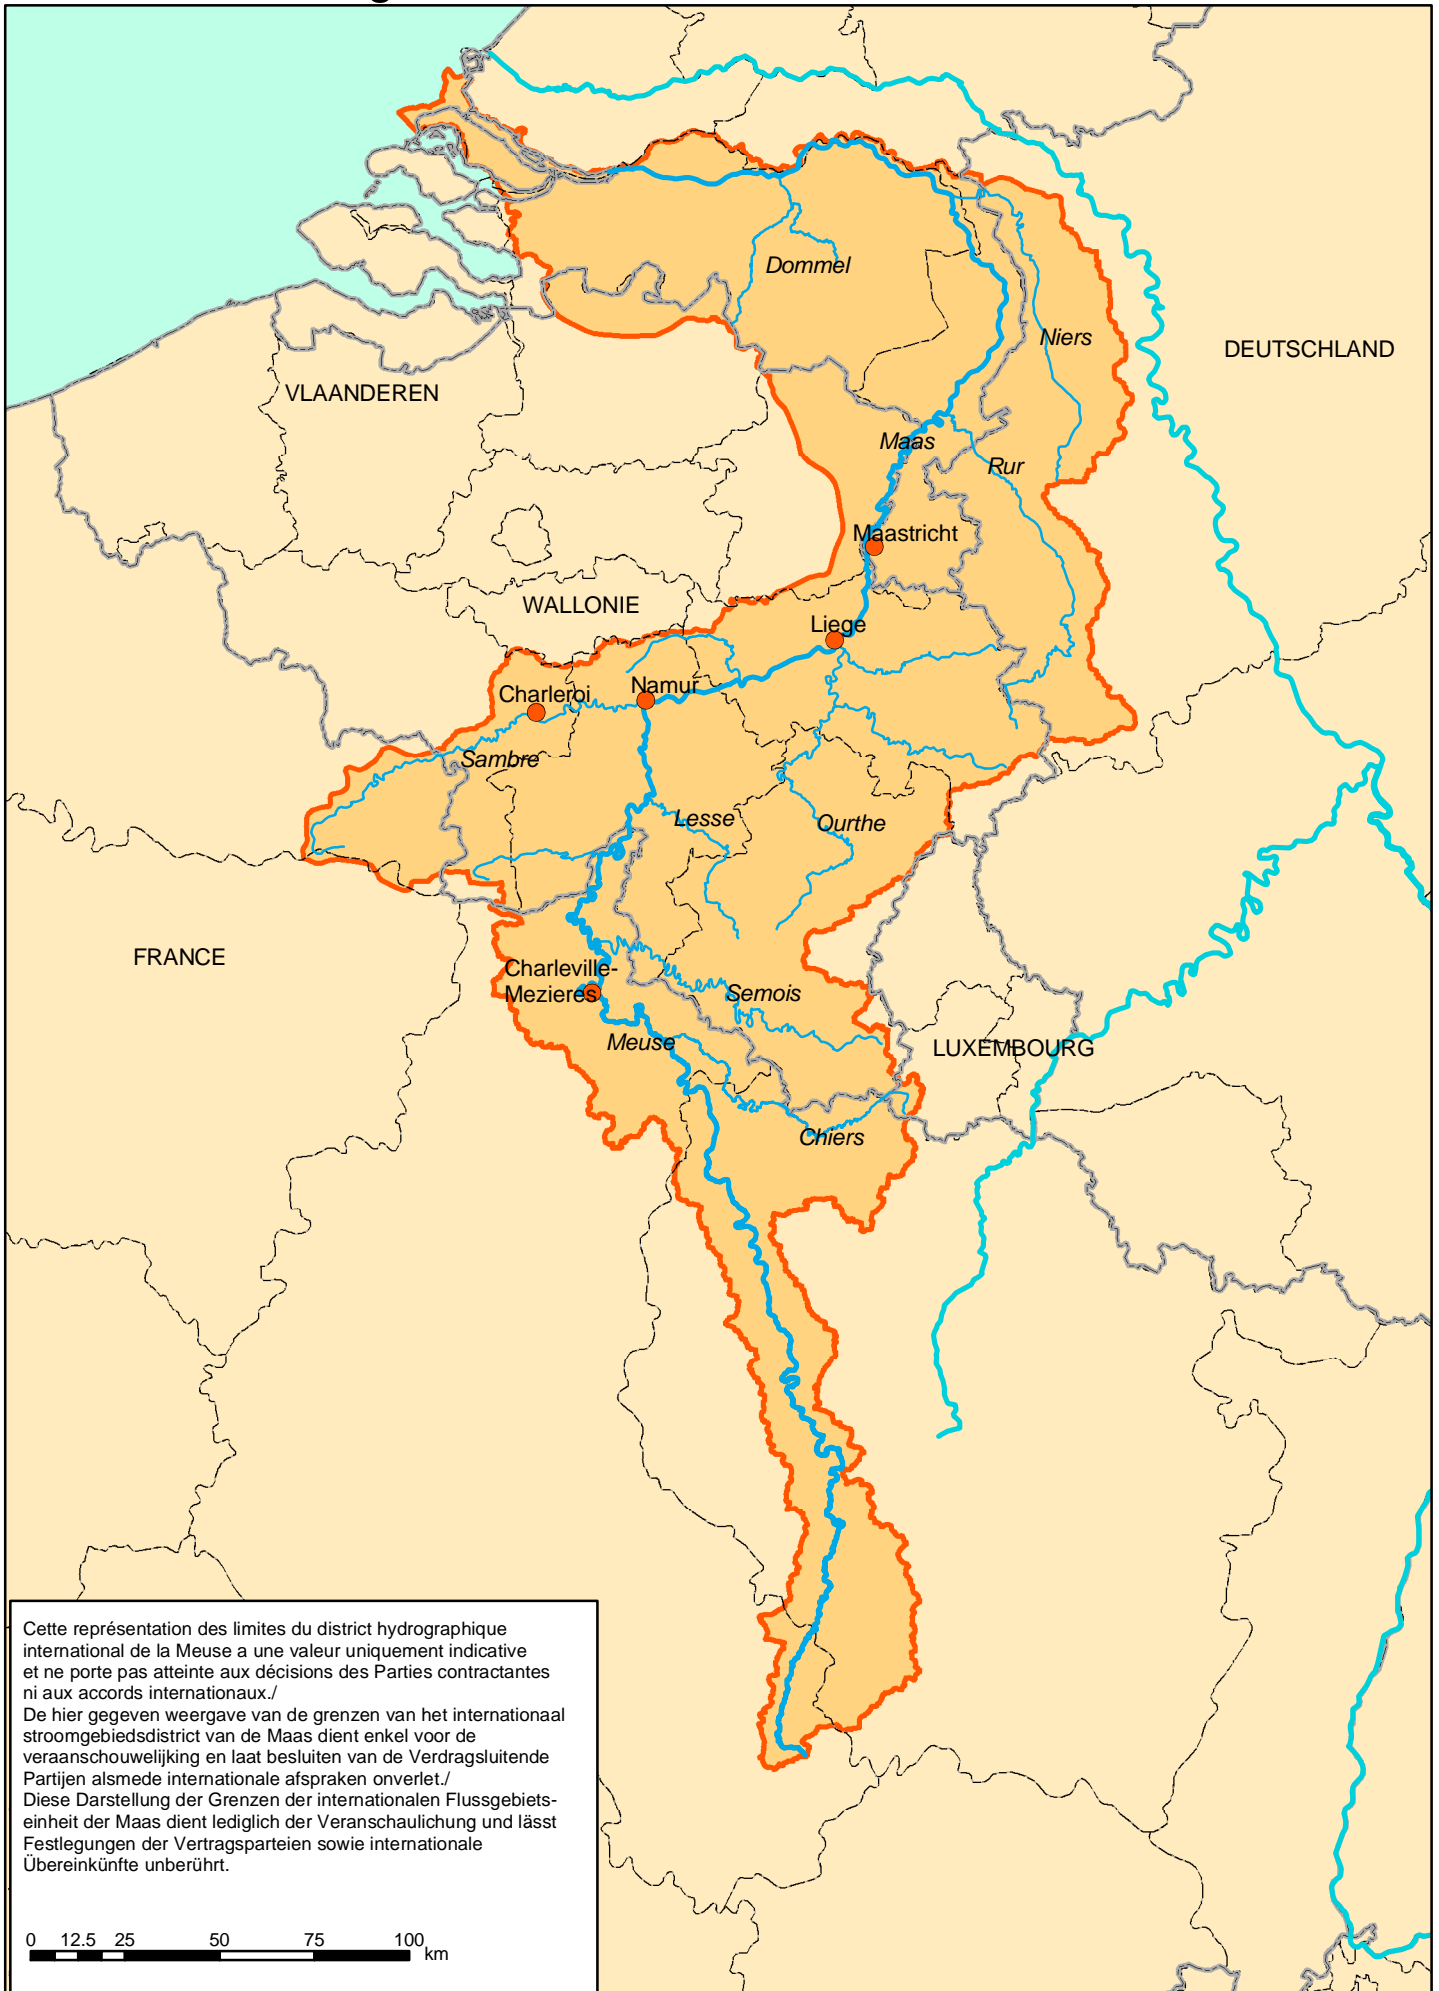 Dommel
Niers
DEUTSCHLAND
VLAANDEREN
Maas
Rur
Maastricht
WALLONIE
Liege
Charleroi
Namur
Sambre
Lesse
Ourthe
FRANCE
Charleville-
Mezieres
Semois
Meuse
LUXEMBOURG
Chiers
Cette représentation des limites du district hydrographique
international de la Meuse a une valeur uniquement indicative
et ne porte pas atteinte aux décisions des Parties contractantes
ni aux accords internationaux./
De hier gegeven weergave van de grenzen van het internationaal
stroomgebiedsdistrict van de Maas dient enkel voor de
veraanschouwelijking en laat besluiten van de Verdragsluitende
Partijen alsmede internationale afspraken onverlet./
Diese Darstellung der Grenzen der internationalen Flussgebiets-
einheit der Maas dient lediglich der Veranschaulichung und lässt
Festlegungen der Vertragsparteien sowie internationale
Übereinkünfte unberührt.
0 12.5 25 50 75 100
km